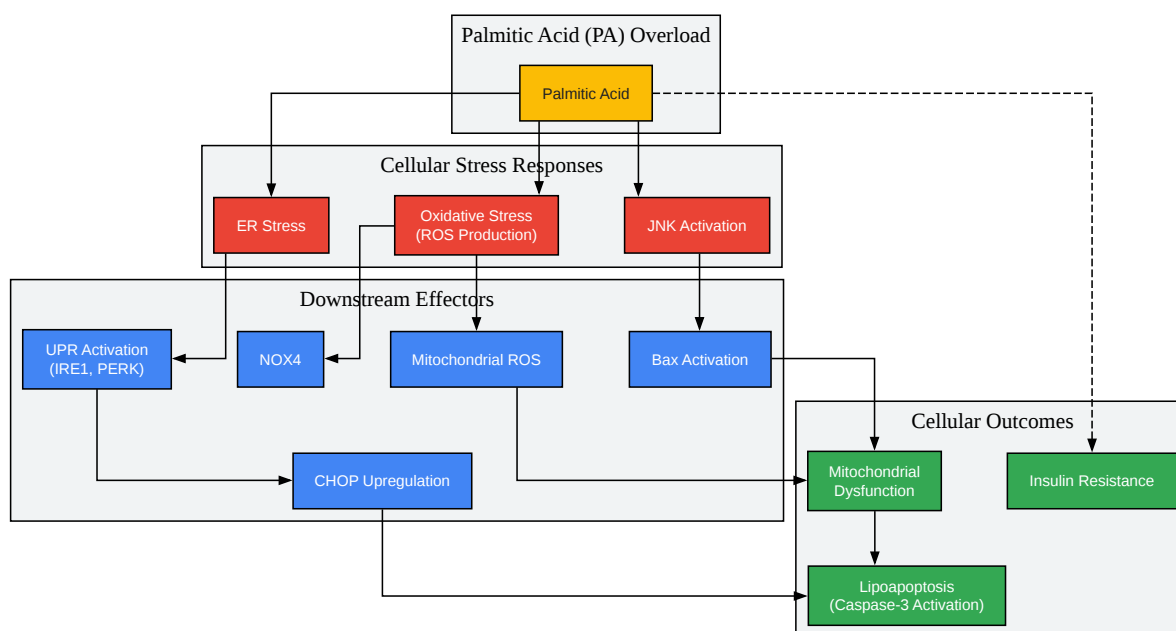 Palmitic Acid (PA) Overload
Palmitic Acid
Cellular Stress Responses
ER Stress
Oxidative Stress
(ROS Production)
JNK Activation
Downstream Effectors
UPR Activation
(IRE1, PERK)
NOX4
Mitochondrial ROS
Bax Activation
CHOP Upregulation
Cellular Outcomes
Mitochondrial
Dysfunction
Insulin Resistance
Lipoapoptosis
(Caspase-3 Activation)